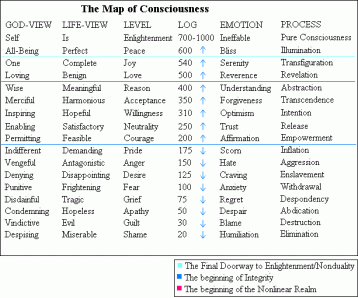 The Map of Consciousness
GOD-VIEW LIFE-VIEW LEVEL LOG EMOTION PROCESS
Self Is Enlightenment 700-1000 Ineffable Pure Consciousness
All-Being Perfect Peace 600 ↑ Bliss Illumination
One Complete Joy 540 ↑ Serenity Transfiguration
Loving Benign Love 500 ↑ Reverence Revelation
Wise Meaningful Reason 400 ↑ Understanding Abstraction
Merciful Harmonious Acceptance 350 ↑ Forgiveness Transcendence
Inspiring Hopeful Willingness 310 ↑ Optimism Intention
Enabling Satisfactory Neutrality 250 ↑ Trust Release
Permitting Feasible Courage 200 ↑ Affirmation Empowerment
Indifferent Demanding Pride 175 ↓ Scorn Inflation
Vengeful Antagonistic Anger 150 ↓ Hate Aggression
Denying Disappointing Desire 125 ↓ Craving Enslavement
Punitive Frightening Fear 100 ↓ Anxiety Withdrawal
Disdainful Tragic Grief 75 ↓ Regret Despondency
Condemning Hopeless Apathy 50 ↓ Despair Abdication
Vindictive Evil Guilt 30 ↓ Blame Destruction
Despising Miserable Shame 20 ↓ Humiliation Elimination
The Final Doorway to Enlightenment/Nonduality
The beginning of Integrity
The beginning of the Nonlinear Realm